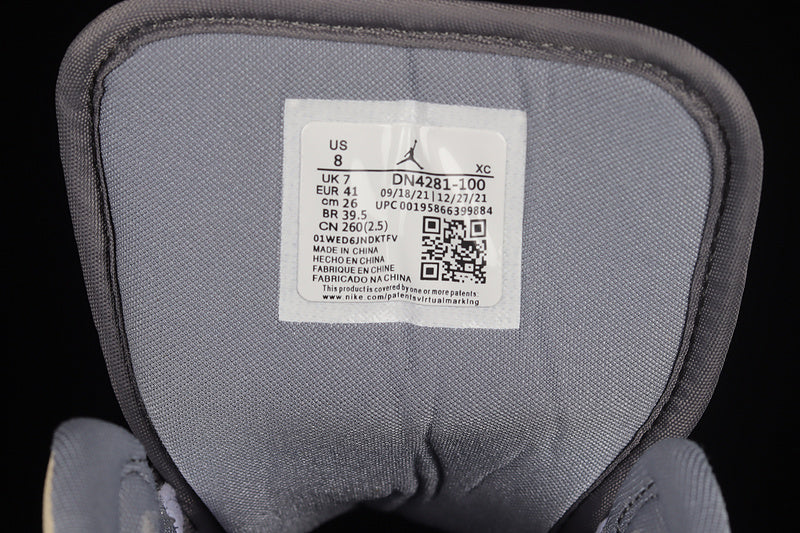 US
8
XC
UK 7
EUR 41
cm 26
BR 39.5
CN 260(2.5)
DN4281-100
09/18/21 | 12/27/21
UPC 00195866399884
01WED6JNDKTFV
MADE IN CHINA
HECHO EN CHINA
FABRIQUE EN CHINE
FABRICADO NA CHINA
This product is covered by one or more patents
www.nike.com/patentsvirtualmarking